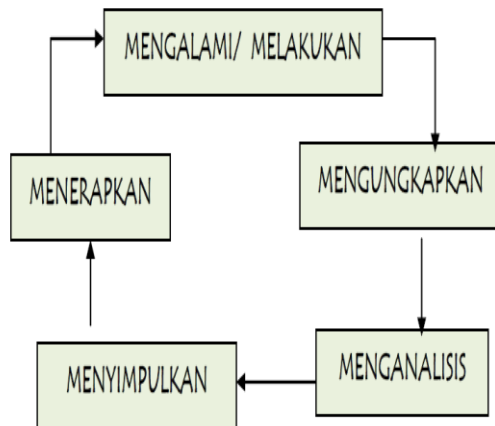 MENGALAMI/ MELAKUKAN
MENGUNGKAPKAN
MENGANALISIS
MENYIMPULKAN
MENERAPKAN